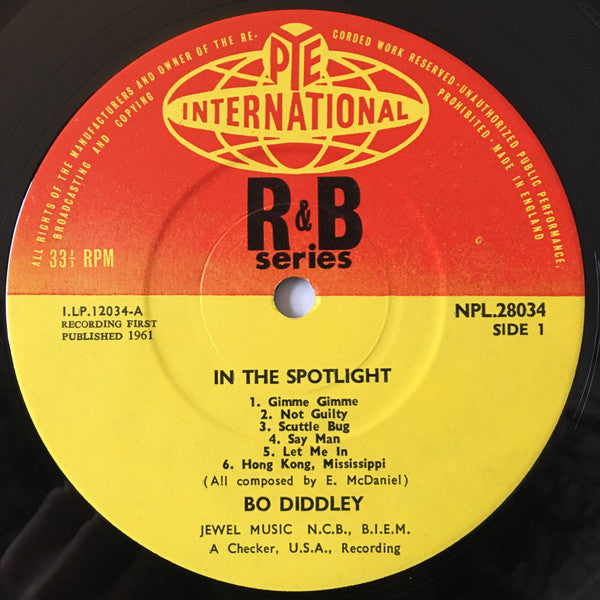 ALL RIGHTS OF THE MANUFACTURERS AND OWNER OF THE RE-
CORDED WORK RESERVED · UNAUTHORIZED PUBLIC PERFORMANCE,
BROADCASTING AND COPYING
PROHIBITED · MADE IN ENGLAND
PYE
INTERNATIONAL
R&B
series
33⅓ RPM
I.LP.12034-A
RECORDING FIRST
PUBLISHED 1961
NPL.28034
SIDE 1
IN THE SPOTLIGHT
1. Gimme Gimme
2. Not Guilty
3. Scuttle Bug
4. Say Man
5. Let Me In
6. Hong Kong, Mississippi
(All composed by E. McDaniel)
BO DIDDLEY
JEWEL MUSIC N.C.B., B.I.E.M.
A Checker, U.S.A., Recording